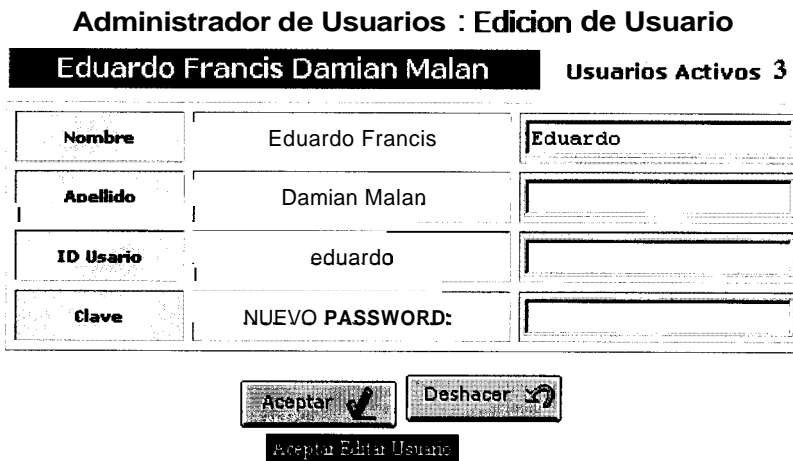 Administrador de Usuarios : Edicion de Usuario
Eduardo Francis Damian Malan Usuarios Activos 3
Nombre Eduardo Francis Eduardo
Apellido Damian Malan
ID Usario eduardo
Clave NUEVO PASSWORD:
Aceptar Deshacer
Aceptar Editar Usuario